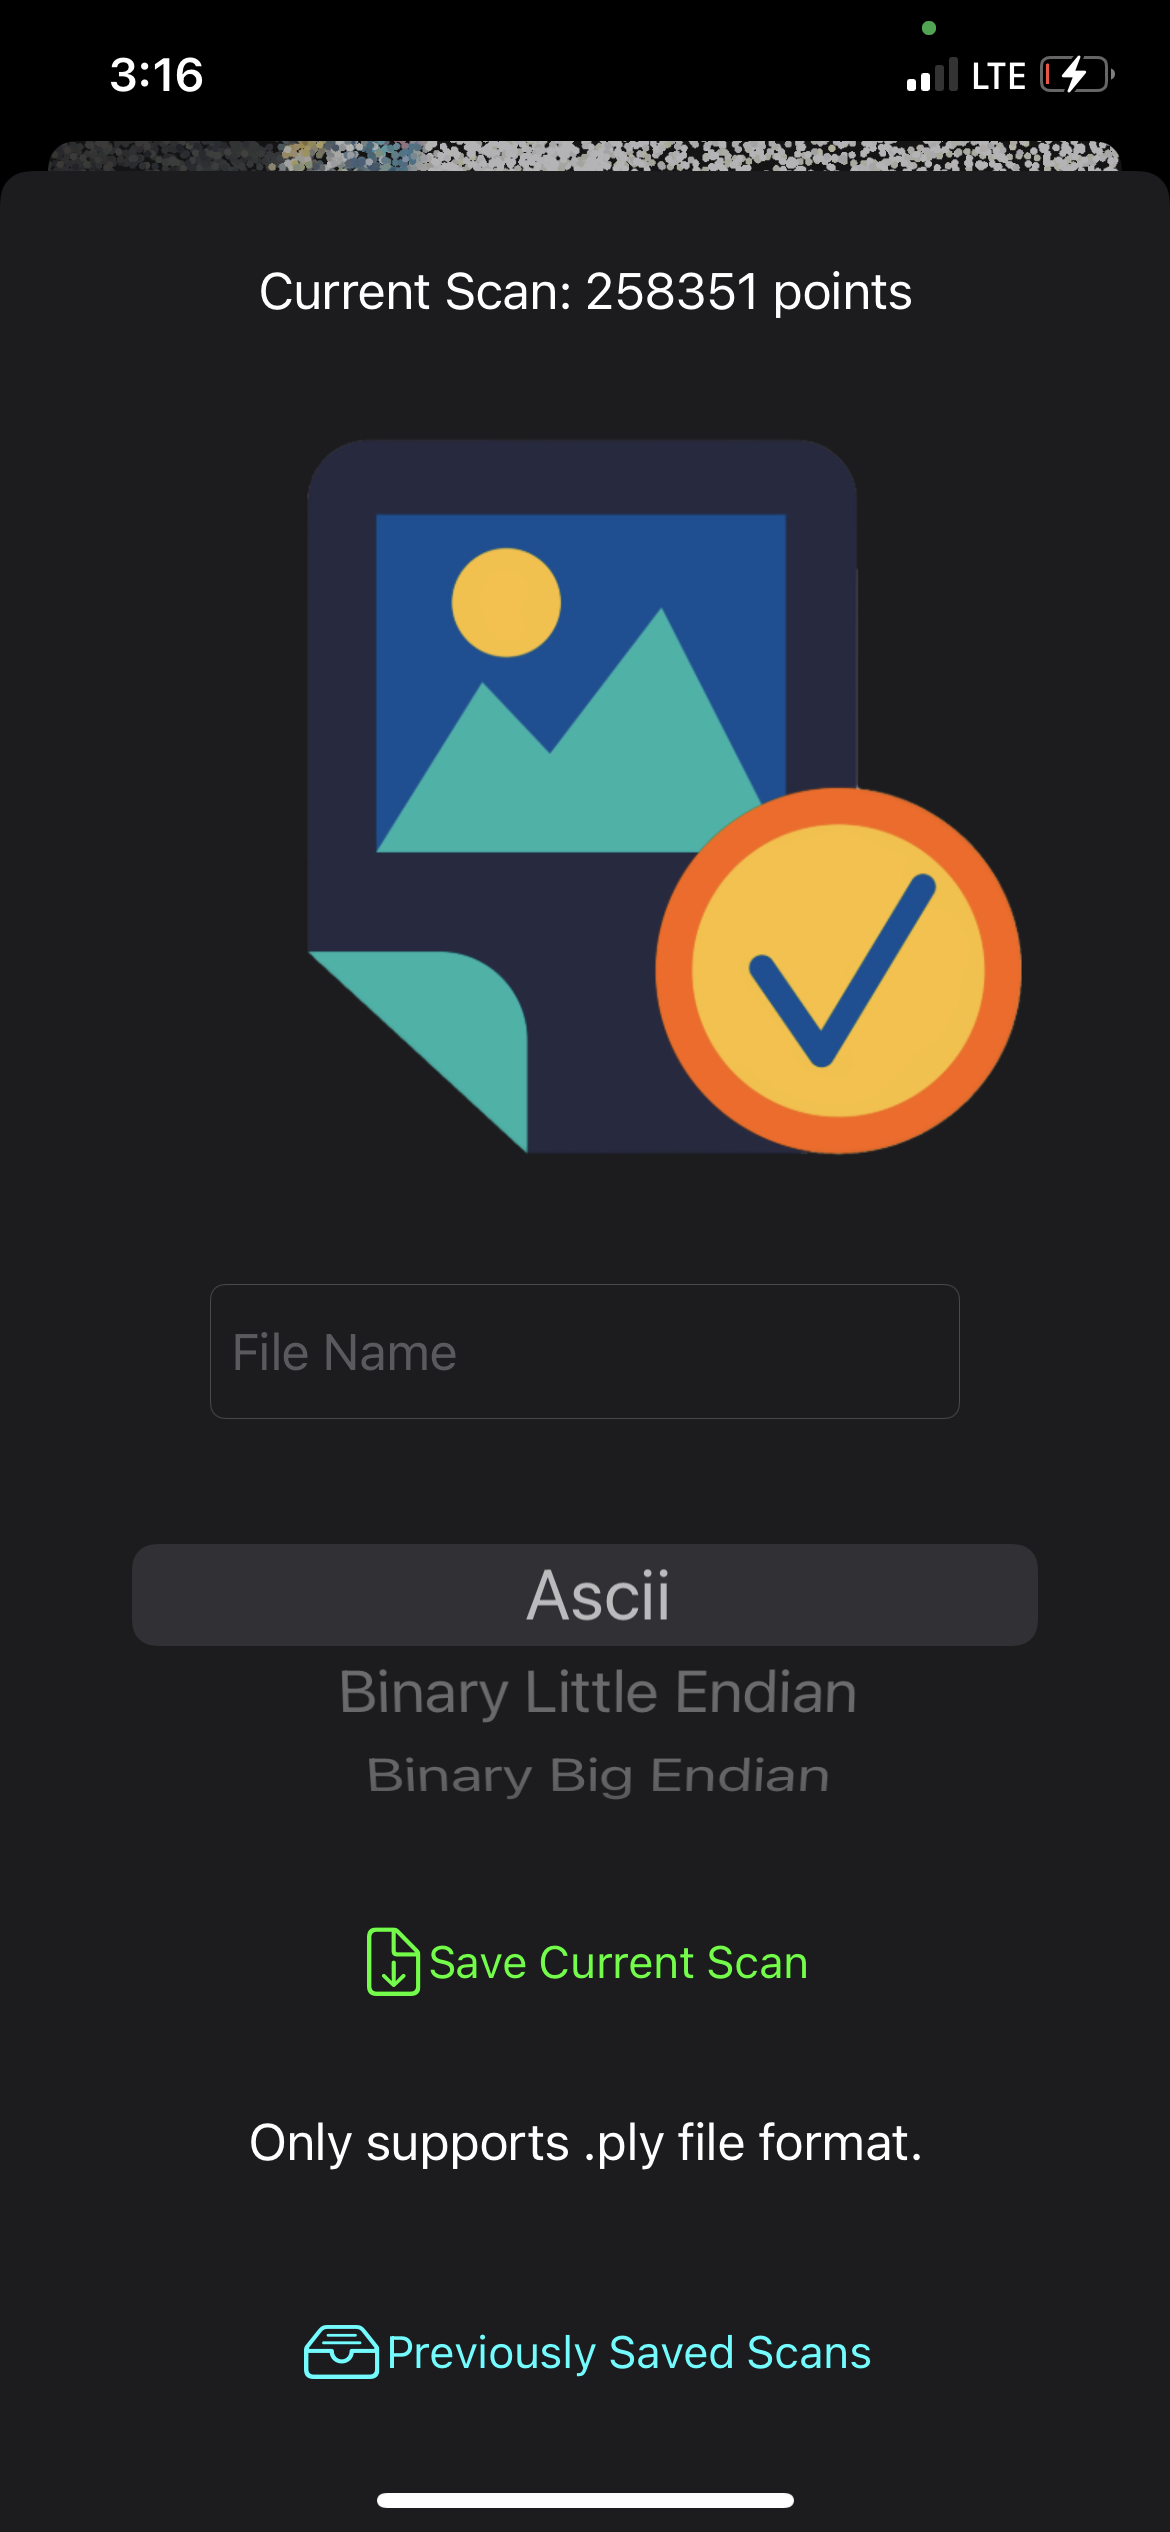 3:16
LTE
Current Scan: 258351 points
File Name
Ascii
Binary Little Endian
Binary Big Endian
Save Current Scan
Only supports .ply file format.
Previously Saved Scans